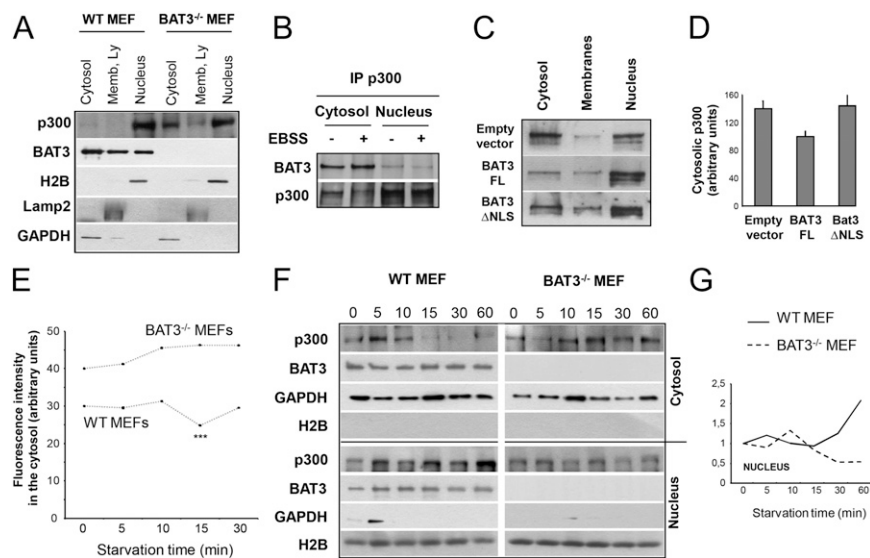 A
WT MEF BAT3-/- MEF
Cytosol
Memb, Ly
Nucleus
Cytosol
Memb, Ly
Nucleus
p300
BAT3
H2B
Lamp2
GAPDH
B
IP p300
Cytosol Nucleus
EBSS - + - +
BAT3
p300
C
Cytosol
Membranes
Nucleus
Empty
vector
BAT3
FL
BAT3
ΔNLS
D
Cytosolic p300
(arbitrary units)
160
120
80
40
0
Empty
vector
BAT3
FL
Bat3
ΔNLS
E
Fluorescence intensity
in the cytosol (arbitrary units)
50
40
30
20
10
0
BAT3-/- MEFs
WT MEFs
***
0 5 10 15 30
Starvation time (min)
F
WT MEF BAT3-/- MEF
0 5 10 15 30 60 0 5 10 15 30 60
p300
BAT3
GAPDH
H2B
Cytosol
p300
BAT3
GAPDH
H2B
Nucleus
G
WT MEF
BAT3-/- MEF
2,5
2
1,5
1
0,5
0
NUCLEUS
0 5 10 15 30 60
Starvation time (min)